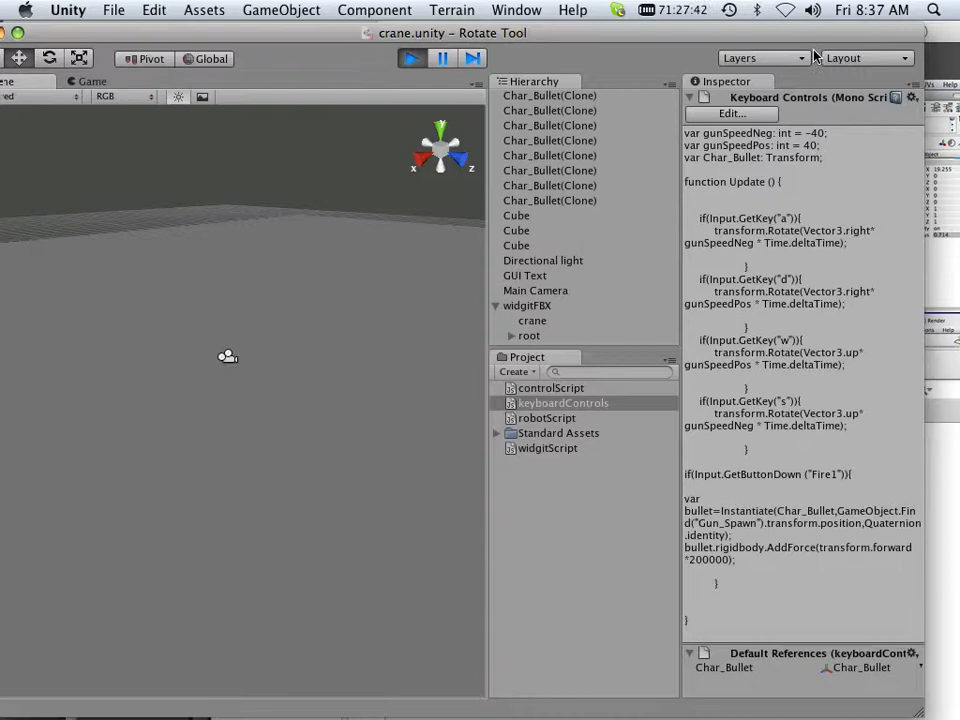 Unity File Edit Assets GameObject Component Terrain Window Help 71:27:42 Fri 8:37 AM
crane.unity - Rotate Tool
Pivot Global Layers Layout
Game Hierarchy Inspector
RGB
Keyboard Controls (Mono Scri
Edit...
Char_Bullet(Clone)
Char_Bullet(Clone)
Char_Bullet(Clone)
Char_Bullet(Clone)
Char_Bullet(Clone)
Char_Bullet(Clone)
Char_Bullet(Clone)
Char_Bullet(Clone)
Cube
Cube
Cube
Directional light
GUI Text
Main Camera
widgitFBX
crane
root
y
x
z
Project
Create
controlScript
keyboardControls
robotScript
Standard Assets
widgitScript
var gunSpeedNeg: int = -40;
var gunSpeedPos: int = 40;
var Char_Bullet: Transform;
function Update () {
if(Input.GetKey("a")){
transform.Rotate(Vector3.right*
gunSpeedNeg * Time.deltaTime);
}
if(Input.GetKey("d")){
transform.Rotate(Vector3.right*
gunSpeedPos * Time.deltaTime);
}
if(Input.GetKey("w")){
transform.Rotate(Vector3.up*
gunSpeedPos * Time.deltaTime);
}
if(Input.GetKey("s")){
transform.Rotate(Vector3.up*
gunSpeedNeg * Time.deltaTime);
}
if(Input.GetButtonDown ("Fire1")){
var
bullet=Instantiate(Char_Bullet,GameObject.Fin
d("Gun_Spawn").transform.position,Quaternion
.identity);
bullet.rigidbody.AddForce(transform.forward
*200000);
}
}
Default References (keyboardCont
Char_Bullet Char_Bullet